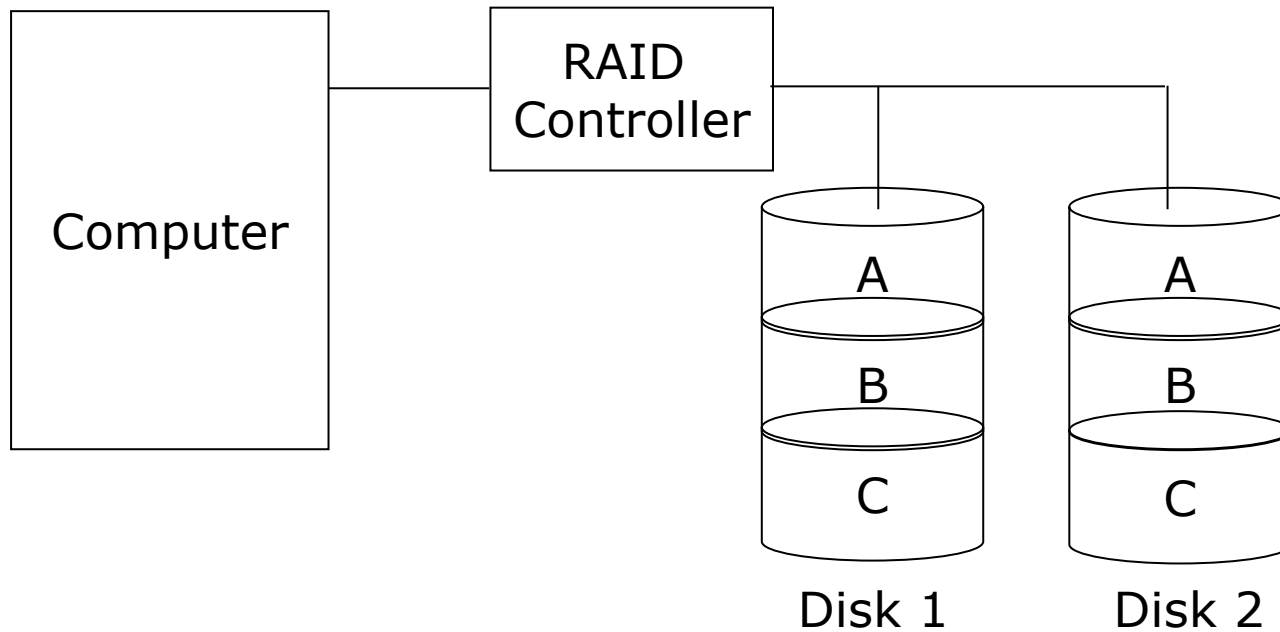 RAID
Controller
Computer
A
B
C
Disk 1
A
B
C
Disk 2